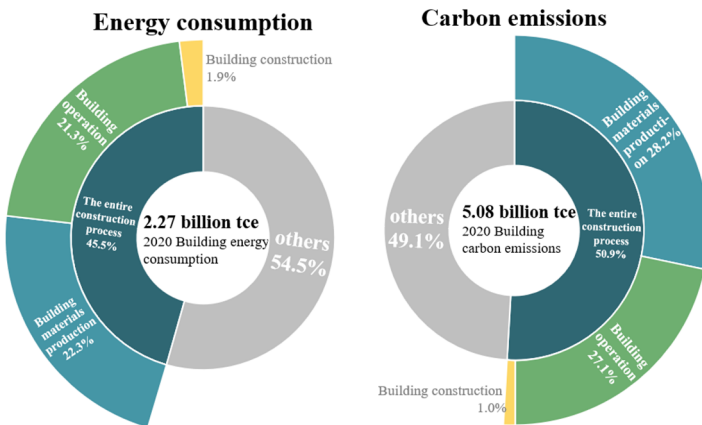 Energy consumption
Building construction
1.9%
Building
operation
21.3%
The entire
construction
process
45.5%
2.27 billion tce
2020 Building energy
consumption
others
54.5%
Building
materials
production
22.3%
Carbon emissions
Building
materials
producti-
on 28.2%
others
49.1%
5.08 billion tce
2020 Building
carbon emissions
The entire
construction
process
50.9%
Building
operation
27.1%
Building construction
1.0%